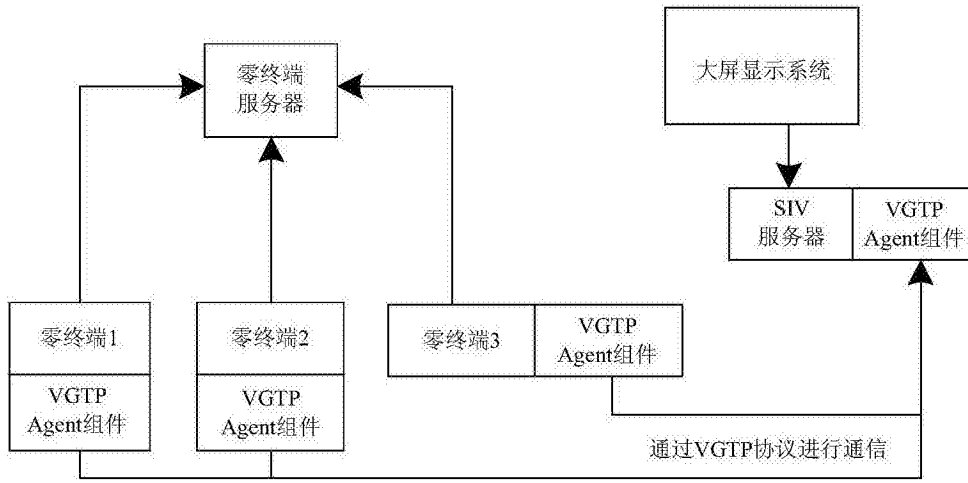 零终端
服务器
大屏显示系统
SIV
服务器
VGTP
Agent组件
零终端1
VGTP
Agent组件
零终端2
VGTP
Agent组件
零终端3
VGTP
Agent组件
通过VGTP协议进行通信